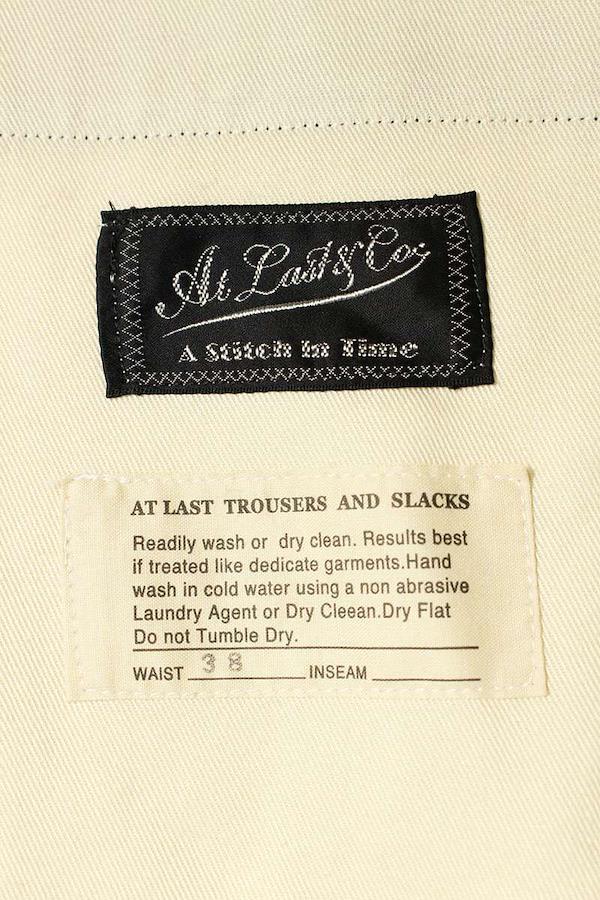 At Last & Co,
A Stitch In Time
AT LAST TROUSERS AND SLACKS
Readily wash or dry clean. Results best
if treated like dedicate garments.Hand
wash in cold water using a non abrasive
Laundry Agent or Dry Cleean.Dry Flat
Do not Tumble Dry.
WAIST 38 INSEAM